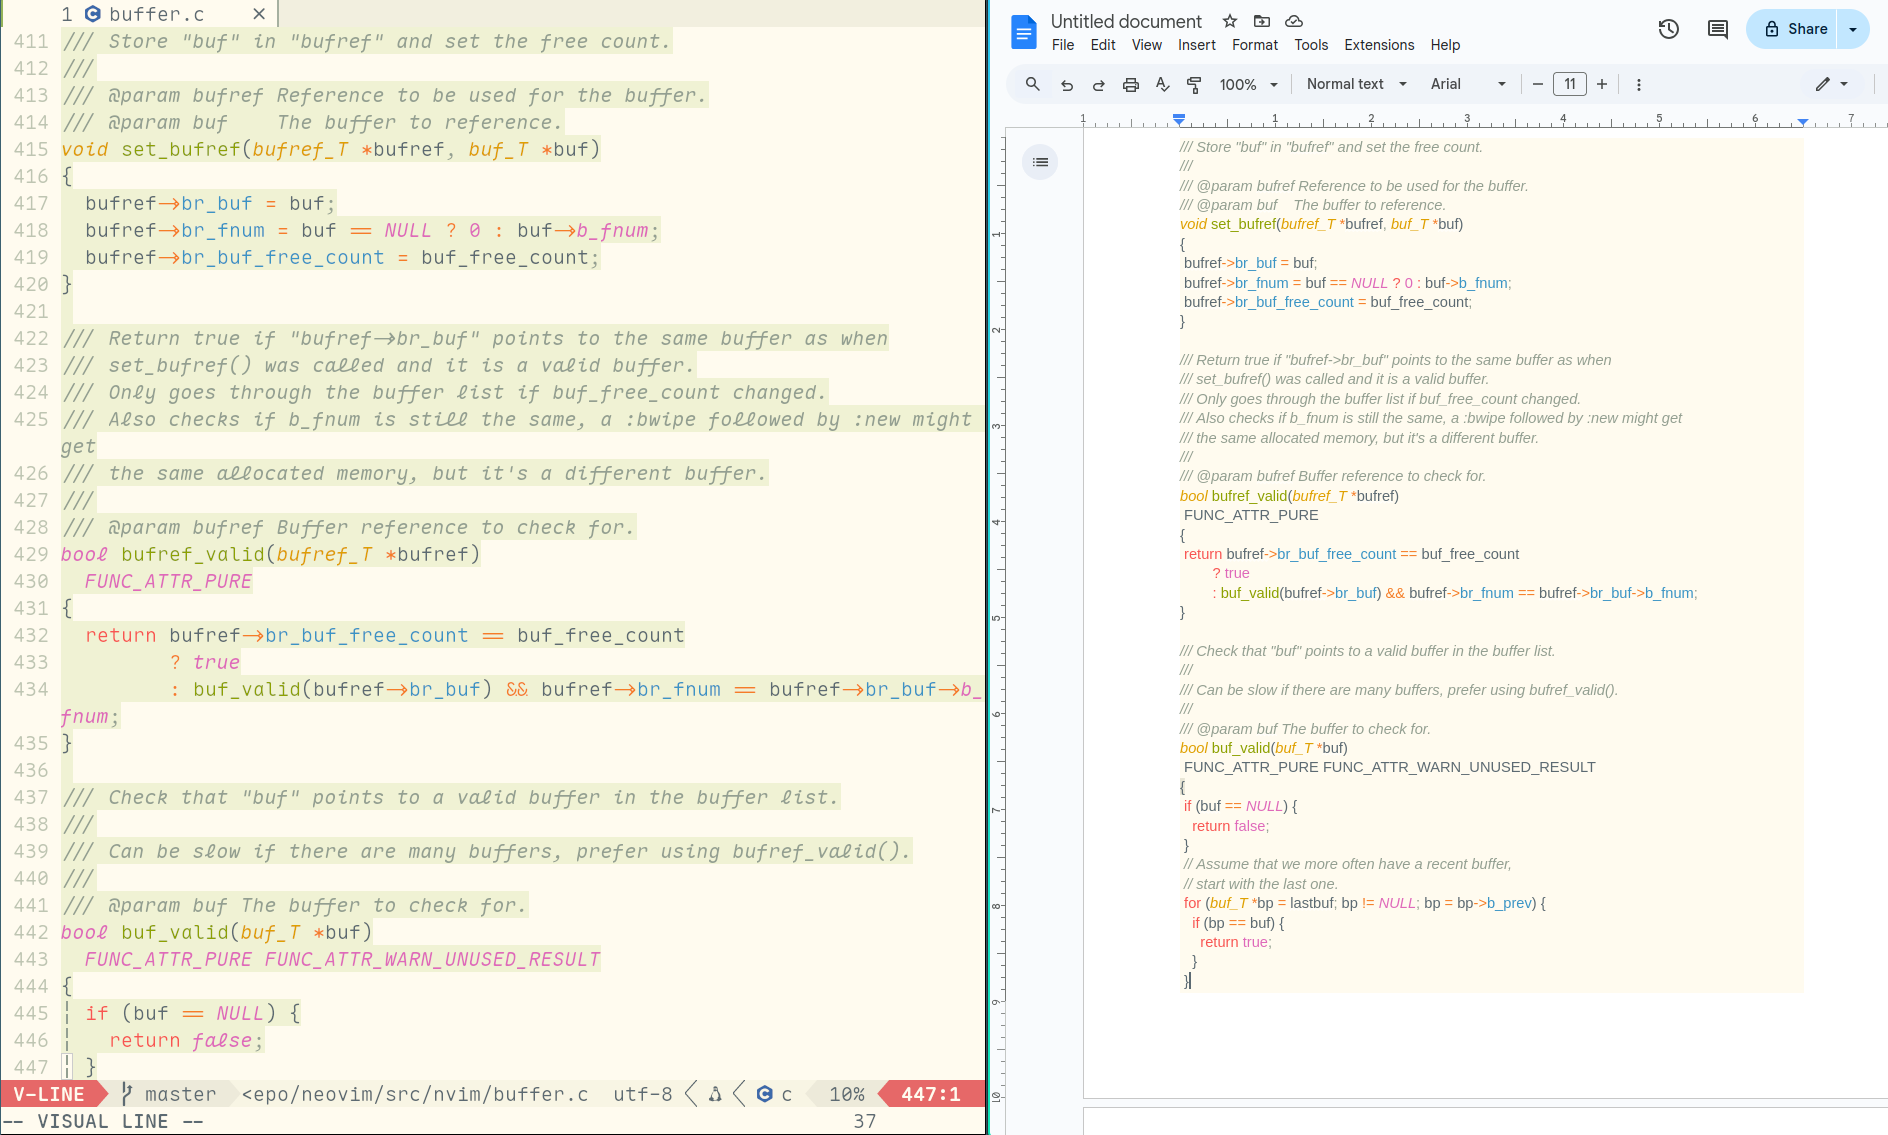 1 buffer.c ×
411 /// Store "buf" in "bufref" and set the free count.
412 ///
413 /// @param bufref Reference to be used for the buffer.
414 /// @param buf    The buffer to reference.
415 void set_bufref(bufref_T *bufref, buf_T *buf)
416 {
417   bufref->br_buf = buf;
418   bufref->br_fnum = buf == NULL ? 0 : buf->b_fnum;
419   bufref->br_buf_free_count = buf_free_count;
420 }
421
422 /// Return true if "bufref->br_buf" points to the same buffer as when
423 /// set_bufref() was called and it is a valid buffer.
424 /// Only goes through the buffer list if buf_free_count changed.
425 /// Also checks if b_fnum is still the same, a :bwipe followed by :new might
get
426 /// the same allocated memory, but it's a different buffer.
427 ///
428 /// @param bufref Buffer reference to check for.
429 bool bufref_valid(bufref_T *bufref)
430   FUNC_ATTR_PURE
431 {
432   return bufref->br_buf_free_count == buf_free_count
433          ? true
434          : buf_valid(bufref->br_buf) && bufref->br_fnum == bufref->br_buf->b_
fnum;
435 }
436
437 /// Check that "buf" points to a valid buffer in the buffer list.
438 ///
439 /// Can be slow if there are many buffers, prefer using bufref_valid().
440 ///
441 /// @param buf The buffer to check for.
442 bool buf_valid(buf_T *buf)
443   FUNC_ATTR_PURE FUNC_ATTR_WARN_UNUSED_RESULT
444 {
445   if (buf == NULL) {
446     return false;
447   }
V-LINE master <epo/neovim/src/nvim/buffer.c utf-8 c 10% 447:1
-- VISUAL LINE -- 37
Untitled document
File Edit View Insert Format Tools Extensions Help
Share
100% Normal text Arial 11
1 1 2 3 4 5 6 7
1
2
3
4
5
6
7
8
9
10
/// Store "buf" in "bufref" and set the free count.
///
/// @param bufref Reference to be used for the buffer.
/// @param buf    The buffer to reference.
void set_bufref(bufref_T *bufref, buf_T *buf)
{
 bufref->br_buf = buf;
 bufref->br_fnum = buf == NULL ? 0 : buf->b_fnum;
 bufref->br_buf_free_count = buf_free_count;
}
/// Return true if "bufref->br_buf" points to the same buffer as when
/// set_bufref() was called and it is a valid buffer.
/// Only goes through the buffer list if buf_free_count changed.
/// Also checks if b_fnum is still the same, a :bwipe followed by :new might get
/// the same allocated memory, but it's a different buffer.
///
/// @param bufref Buffer reference to check for.
bool bufref_valid(bufref_T *bufref)
 FUNC_ATTR_PURE
{
 return bufref->br_buf_free_count == buf_free_count
        ? true
        : buf_valid(bufref->br_buf) && bufref->br_fnum == bufref->br_buf->b_fnum;
}
/// Check that "buf" points to a valid buffer in the buffer list.
///
/// Can be slow if there are many buffers, prefer using bufref_valid().
///
/// @param buf The buffer to check for.
bool buf_valid(buf_T *buf)
 FUNC_ATTR_PURE FUNC_ATTR_WARN_UNUSED_RESULT
{
 if (buf == NULL) {
   return false;
 }
 // Assume that we more often have a recent buffer,
 // start with the last one.
 for (buf_T *bp = lastbuf; bp != NULL; bp = bp->b_prev) {
   if (bp == buf) {
     return true;
   }
 }